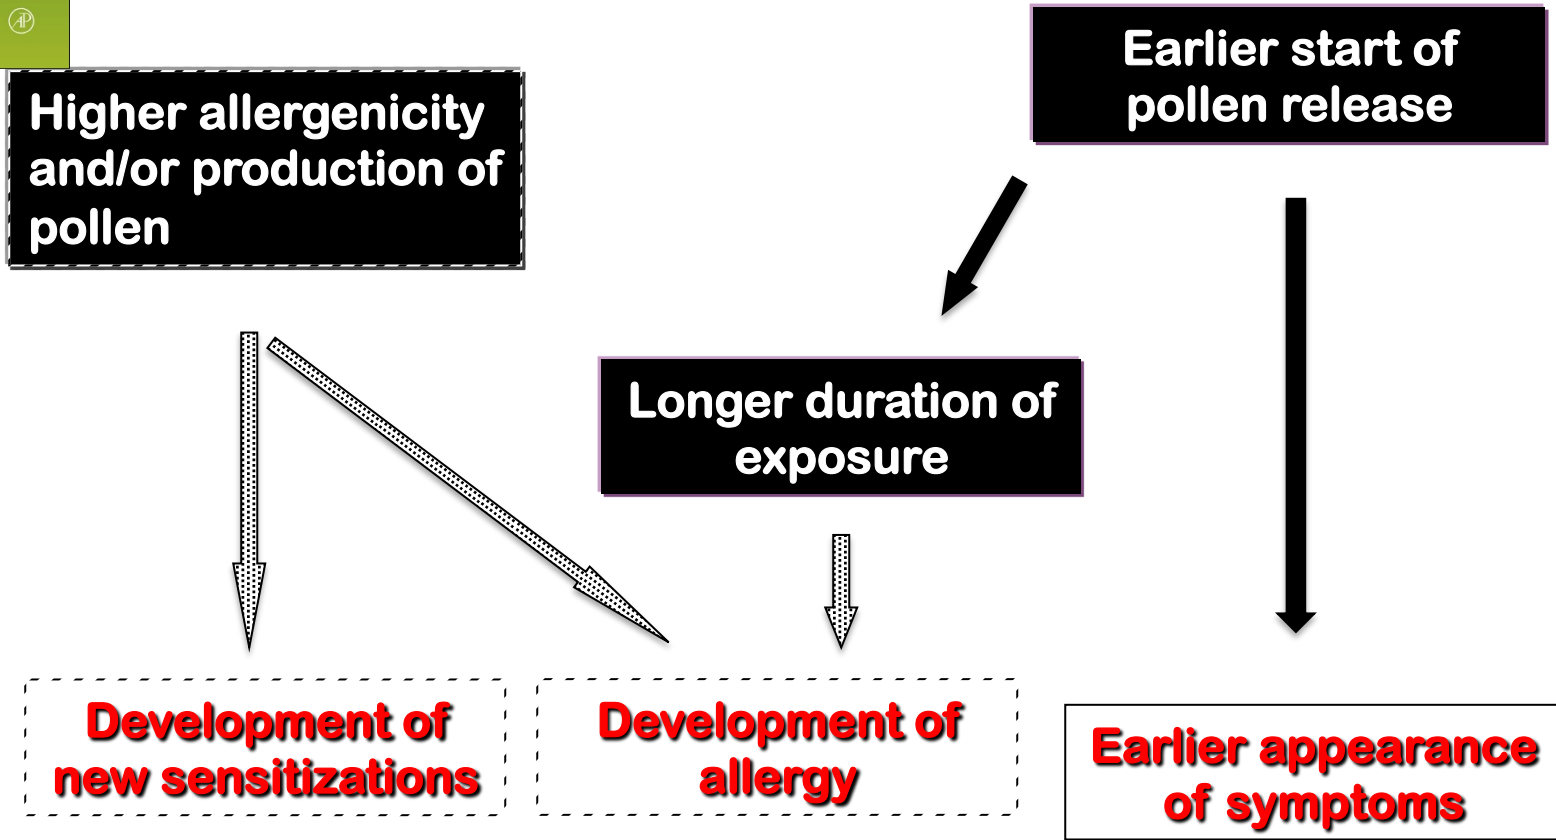 AP
Higher allergenicity
and/or production of
pollen
Earlier start of
pollen release
Longer duration of
exposure
Development of
new sensitizations
Development of
allergy
Earlier appearance
of symptoms